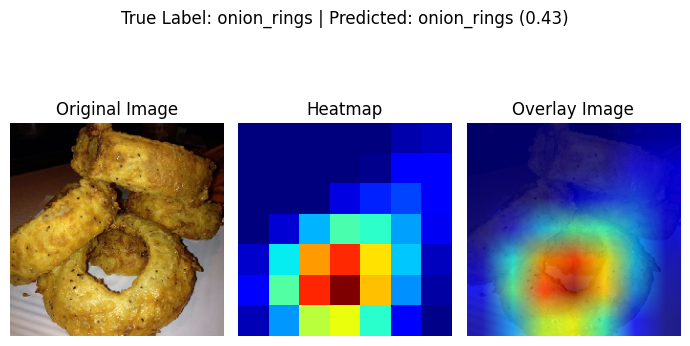 True Label: onion_rings | Predicted: onion_rings (0.43)
Original Image
Heatmap
Overlay Image